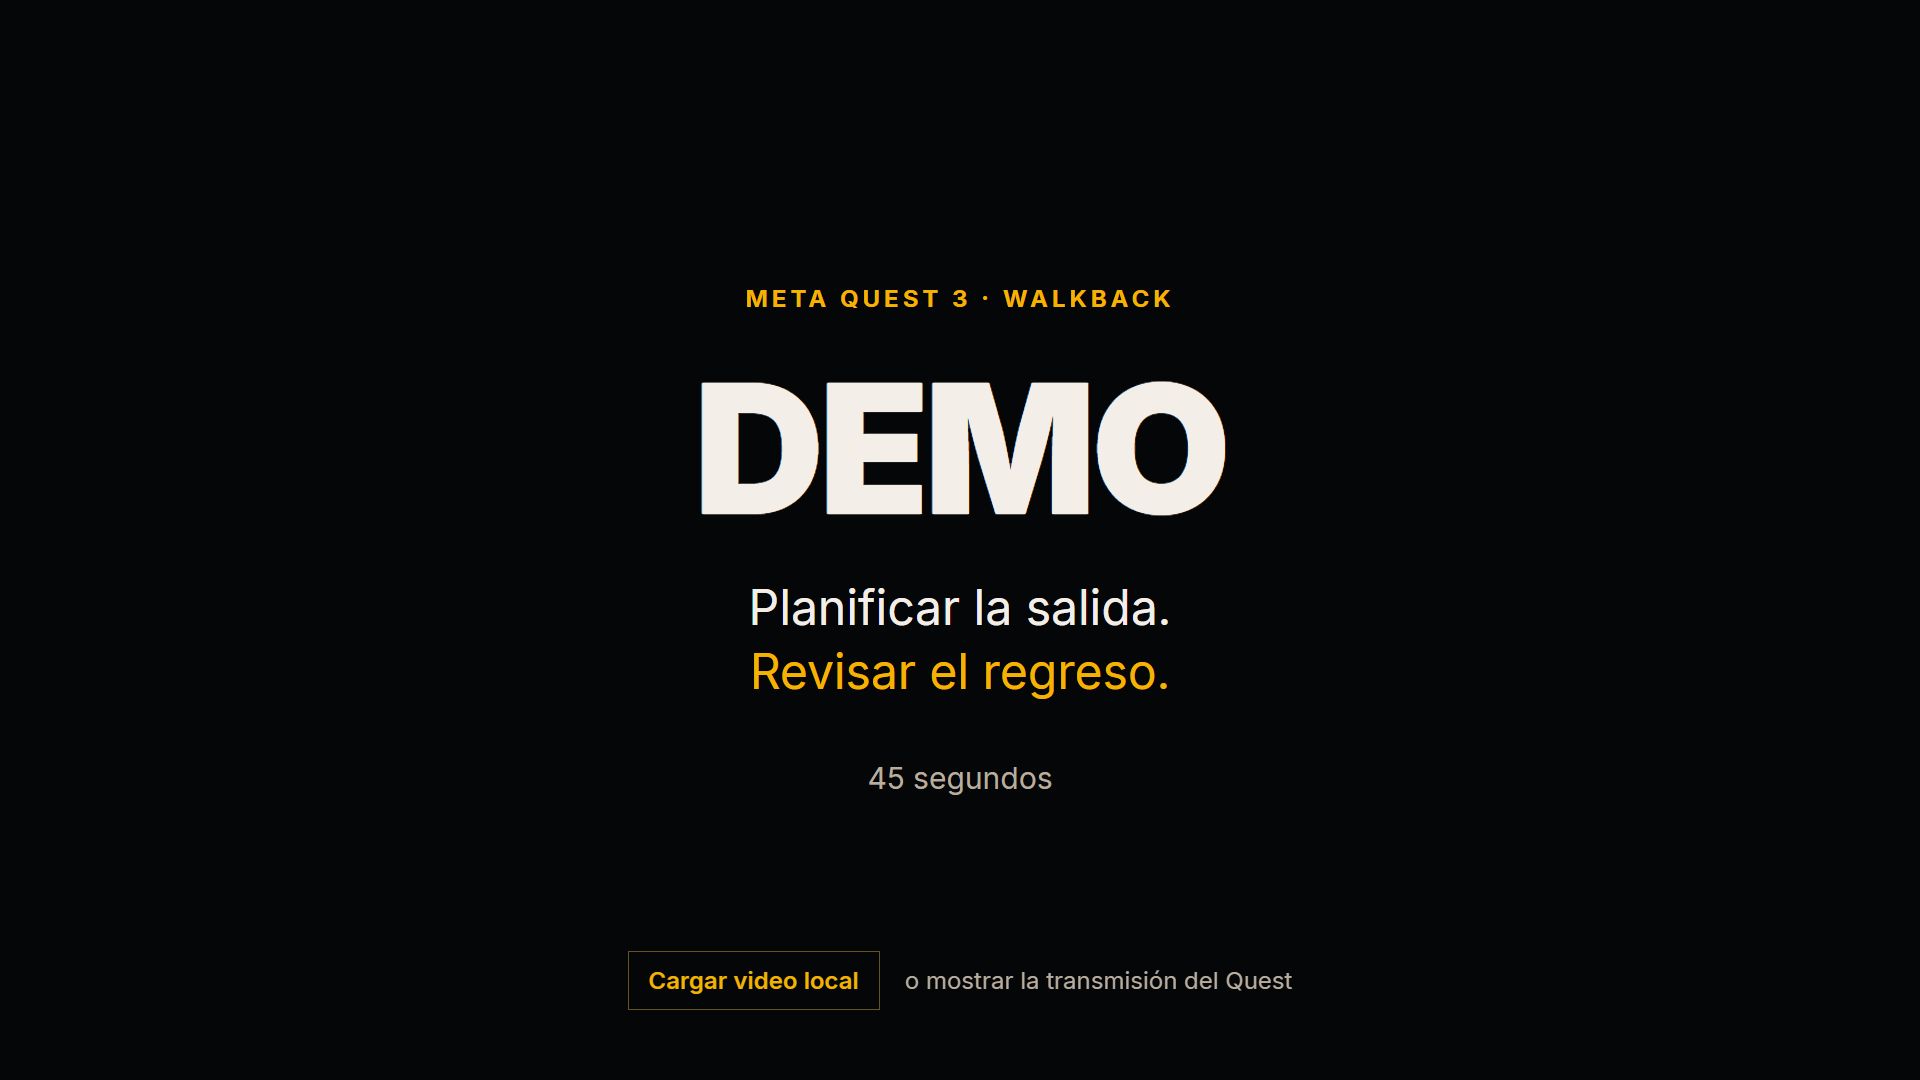 META QUEST 3 · WALKBACK
DEMO
Planificar la salida.
Revisar el regreso.
45 segundos
Cargar video local o mostrar la transmisión del Quest